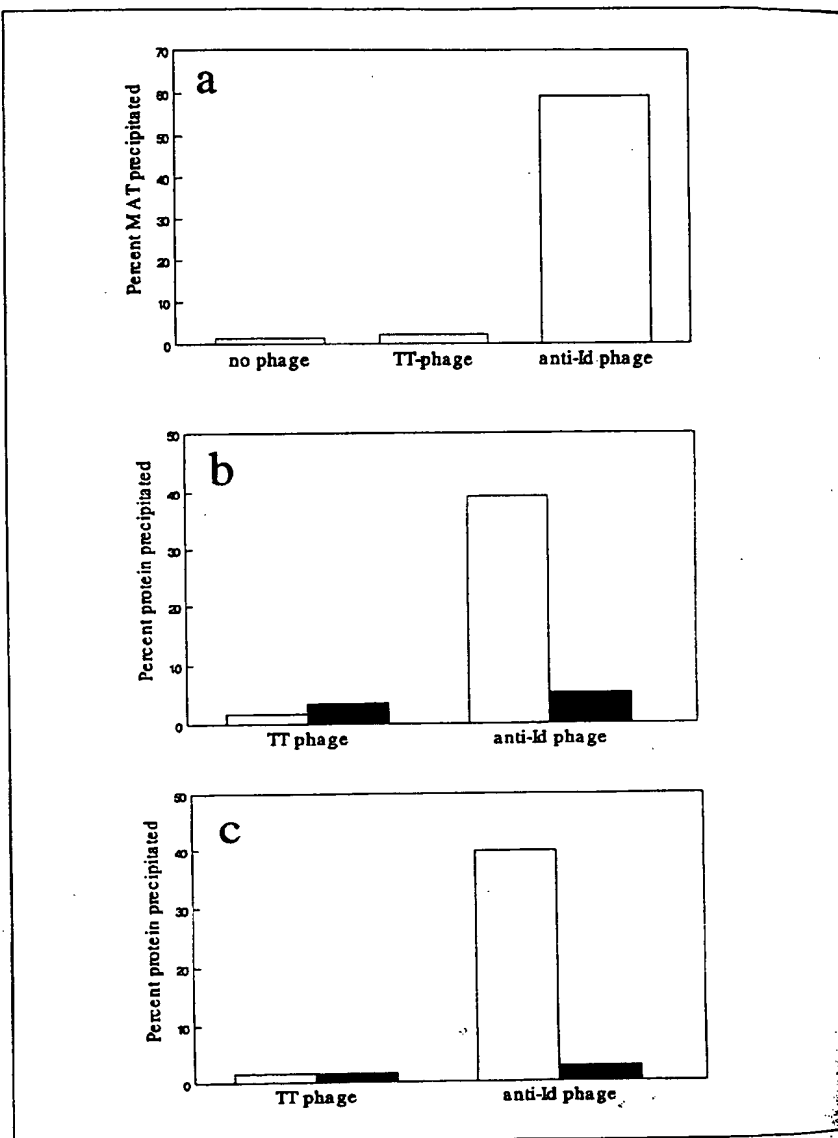 a
Percent MAT precipitated
70
60
50
40
30
20
10
0
no phage
TT-phage
anti-Id phage
b
Percent protein precipitated
50
40
30
20
10
0
TT phage
anti-Id phage
c
Percent protein precipitated
50
40
30
20
10
0
TT phage
anti-Id phage